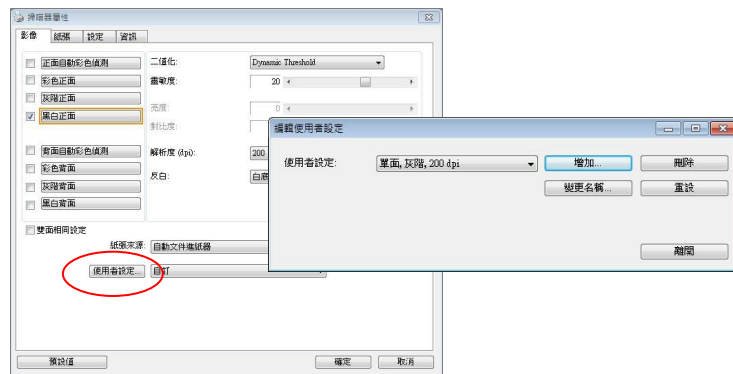 掃瞄器屬性
影像 紙張 設定 資訊
正面自動彩色偵測
彩色正面
灰階正面
黑白正面
背面自動彩色偵測
彩色背面
灰階背面
黑白背面
二值化: Dynamic Threshold
靈敏度: 20
亮度: 0
對比度:
解析度 (dpi): 200
反白: 白底
雙面相同設定
紙張來源: 自動文件進紙器
使用者設定... 自訂
預設值 確定 取消
編輯使用者設定
使用者設定: 單面, 灰階, 200 dpi 增加... 刪除
變更名稱... 重設
離開